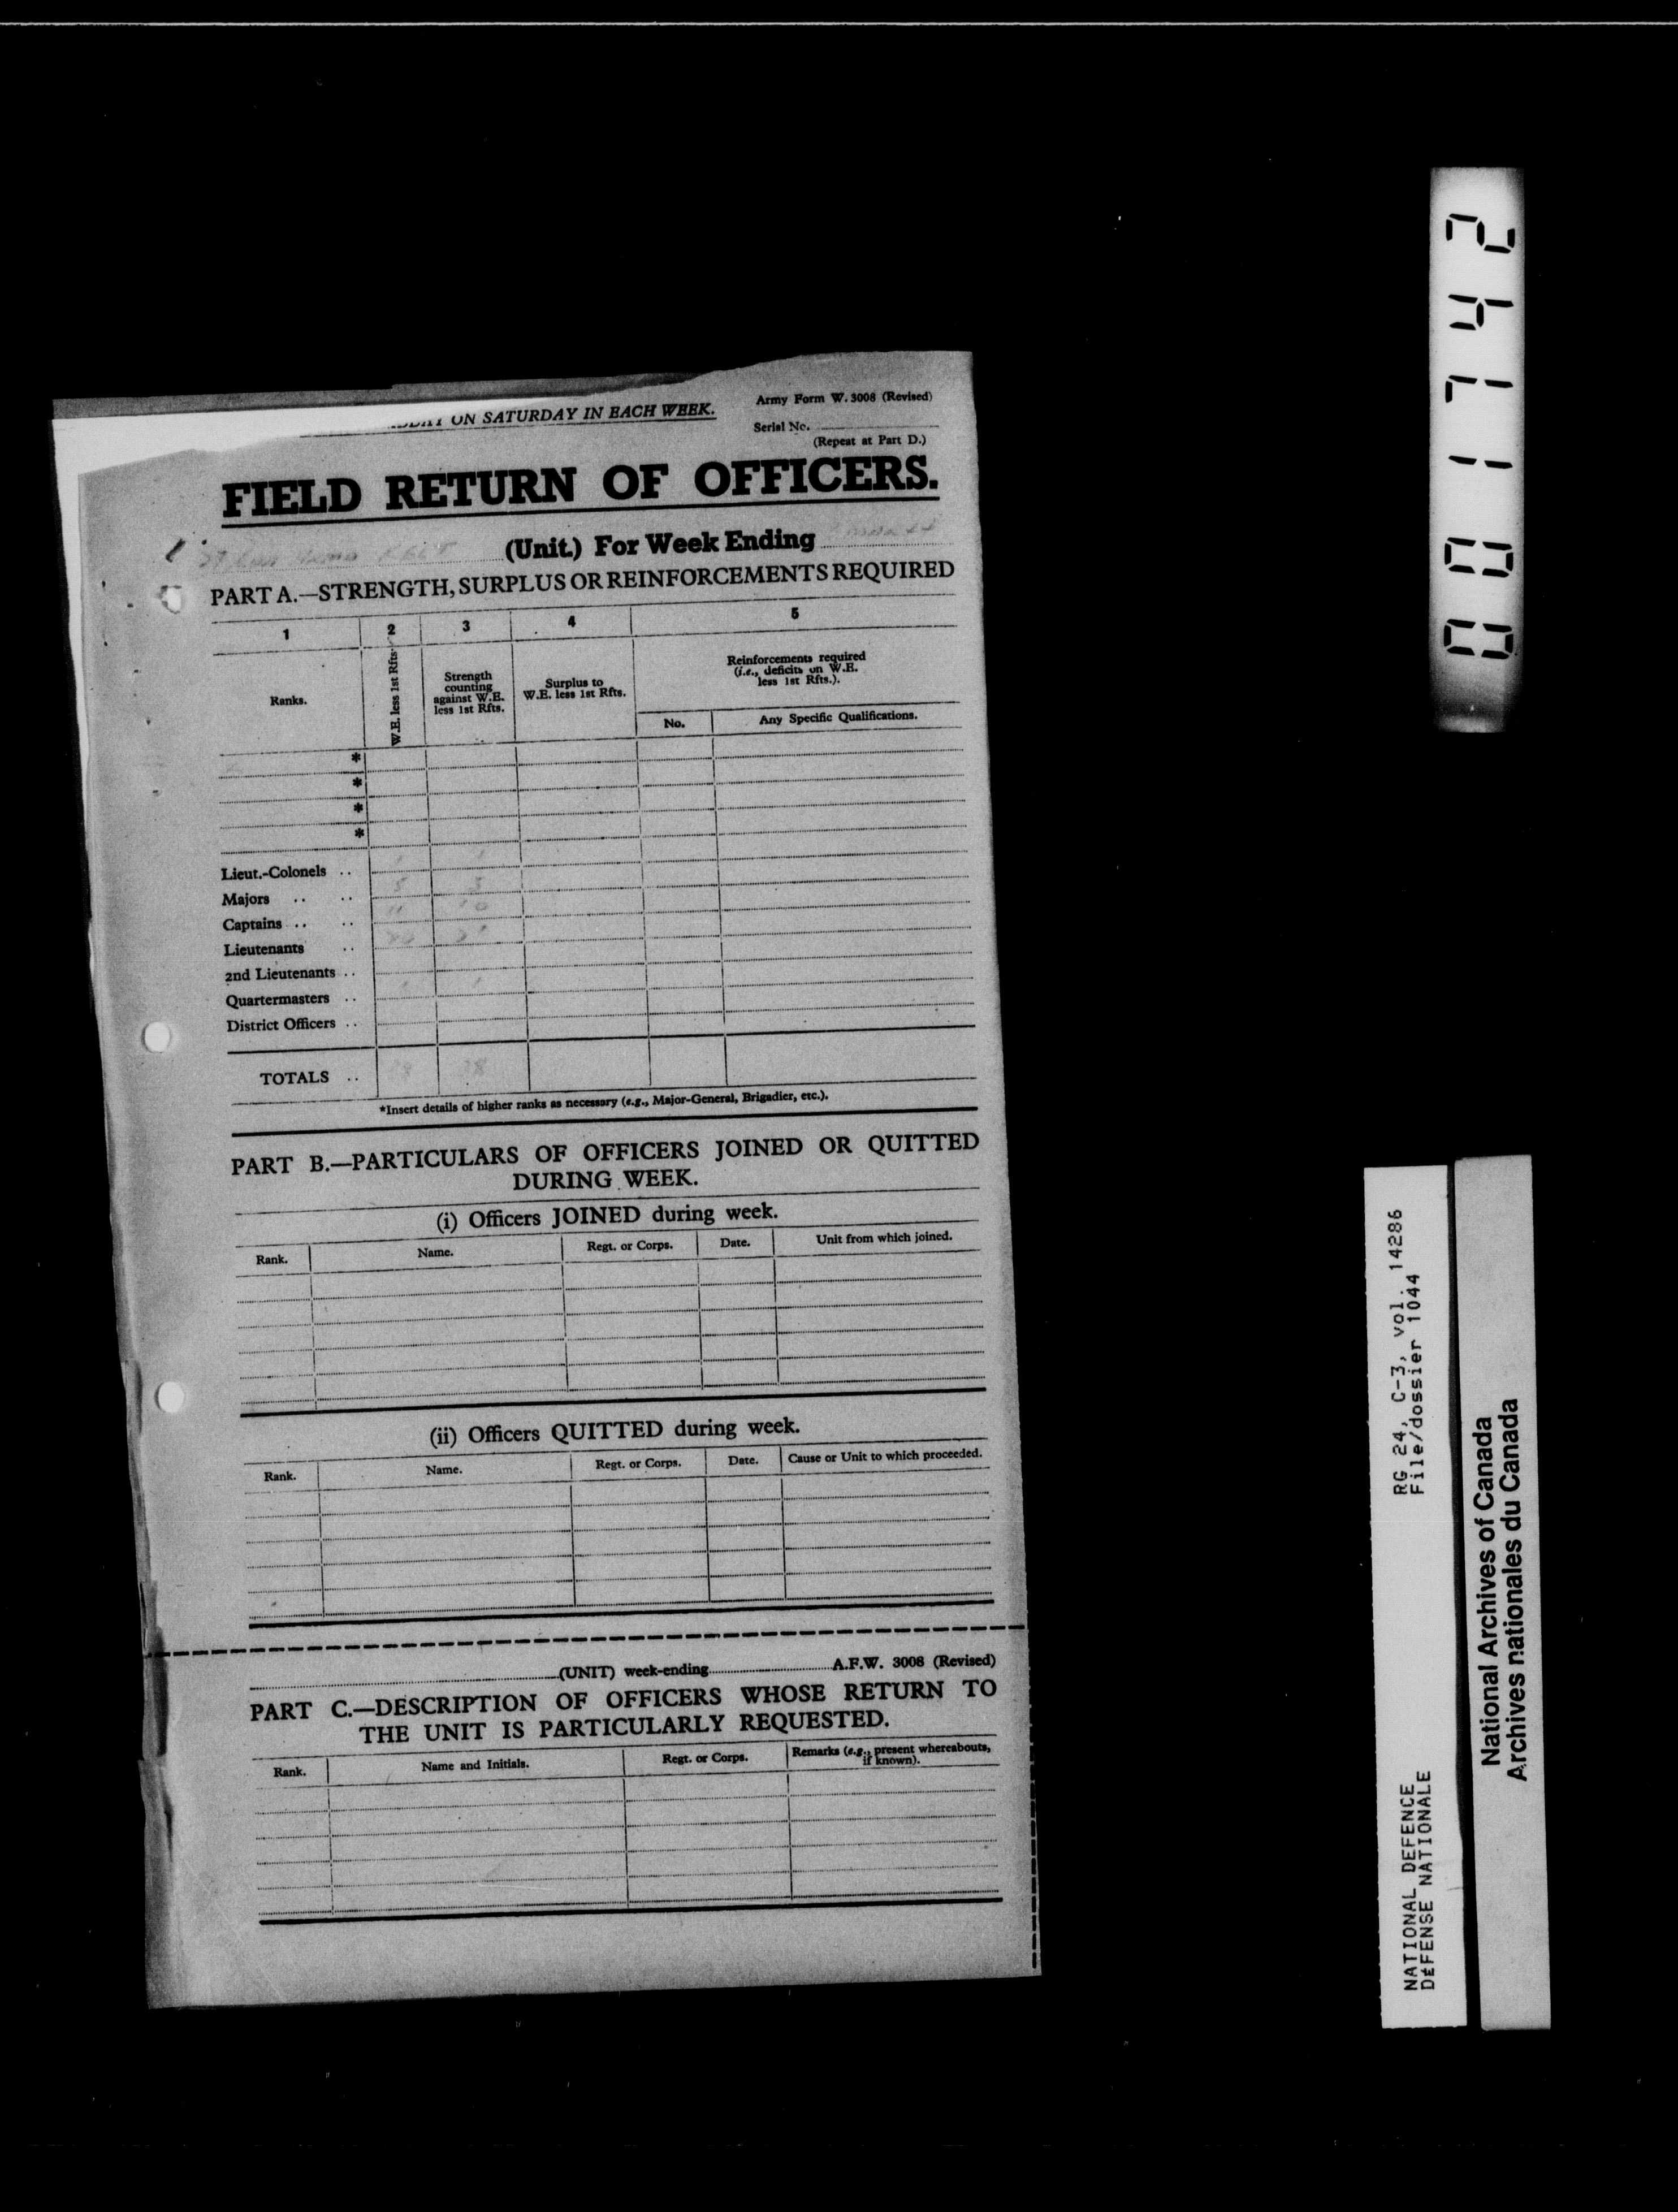 ON SATURDAY IN EACH WEEK.
Army Form W. 3008 (Revised)
Serial No.
(Repeat at Part D.)
FIELD RETURN OF OFFICERS.
(Unit.) For Week Ending
PART A.—STRENGTH, SURPLUS OR REINFORCEMENTS REQUIRED
1 2 3 4 5
Ranks.
W.E. less 1st Rfts.
Strength
counting
against W.E.
less 1st Rfts.
Surplus to
W.E. less 1st Rfts.
Reinforcements required
(i.e., deficits on W.E.
less 1st Rfts.).
No.
Any Specific Qualifications.
*
*
*
*
Lieut.-Colonels ..
Majors .. .. 5 3
Captains .. .. 11 10
Lieutenants ..
2nd Lieutenants ..
Quartermasters ..
District Officers ..
TOTALS .. 38
*Insert details of higher ranks as necessary (e.g., Major-General, Brigadier, etc.).
PART B.—PARTICULARS OF OFFICERS JOINED OR QUITTED
DURING WEEK.
(i) Officers JOINED during week.
Rank. Name. Regt. or Corps. Date. Unit from which joined.
(ii) Officers QUITTED during week.
Rank. Name. Regt. or Corps. Date. Cause or Unit to which proceeded.
(UNIT) week-ending A.F.W. 3008 (Revised)
PART C.—DESCRIPTION OF OFFICERS WHOSE RETURN TO
THE UNIT IS PARTICULARLY REQUESTED.
Rank. Name and Initials. Regt. or Corps.
Remarks (e.g., present whereabouts,
if known).
001742
RG 24, C-3, vol. 14286
File/dossier 1044
NATIONAL DEFENCE
DÉFENSE NATIONALE
National Archives of Canada
Archives nationales du Canada